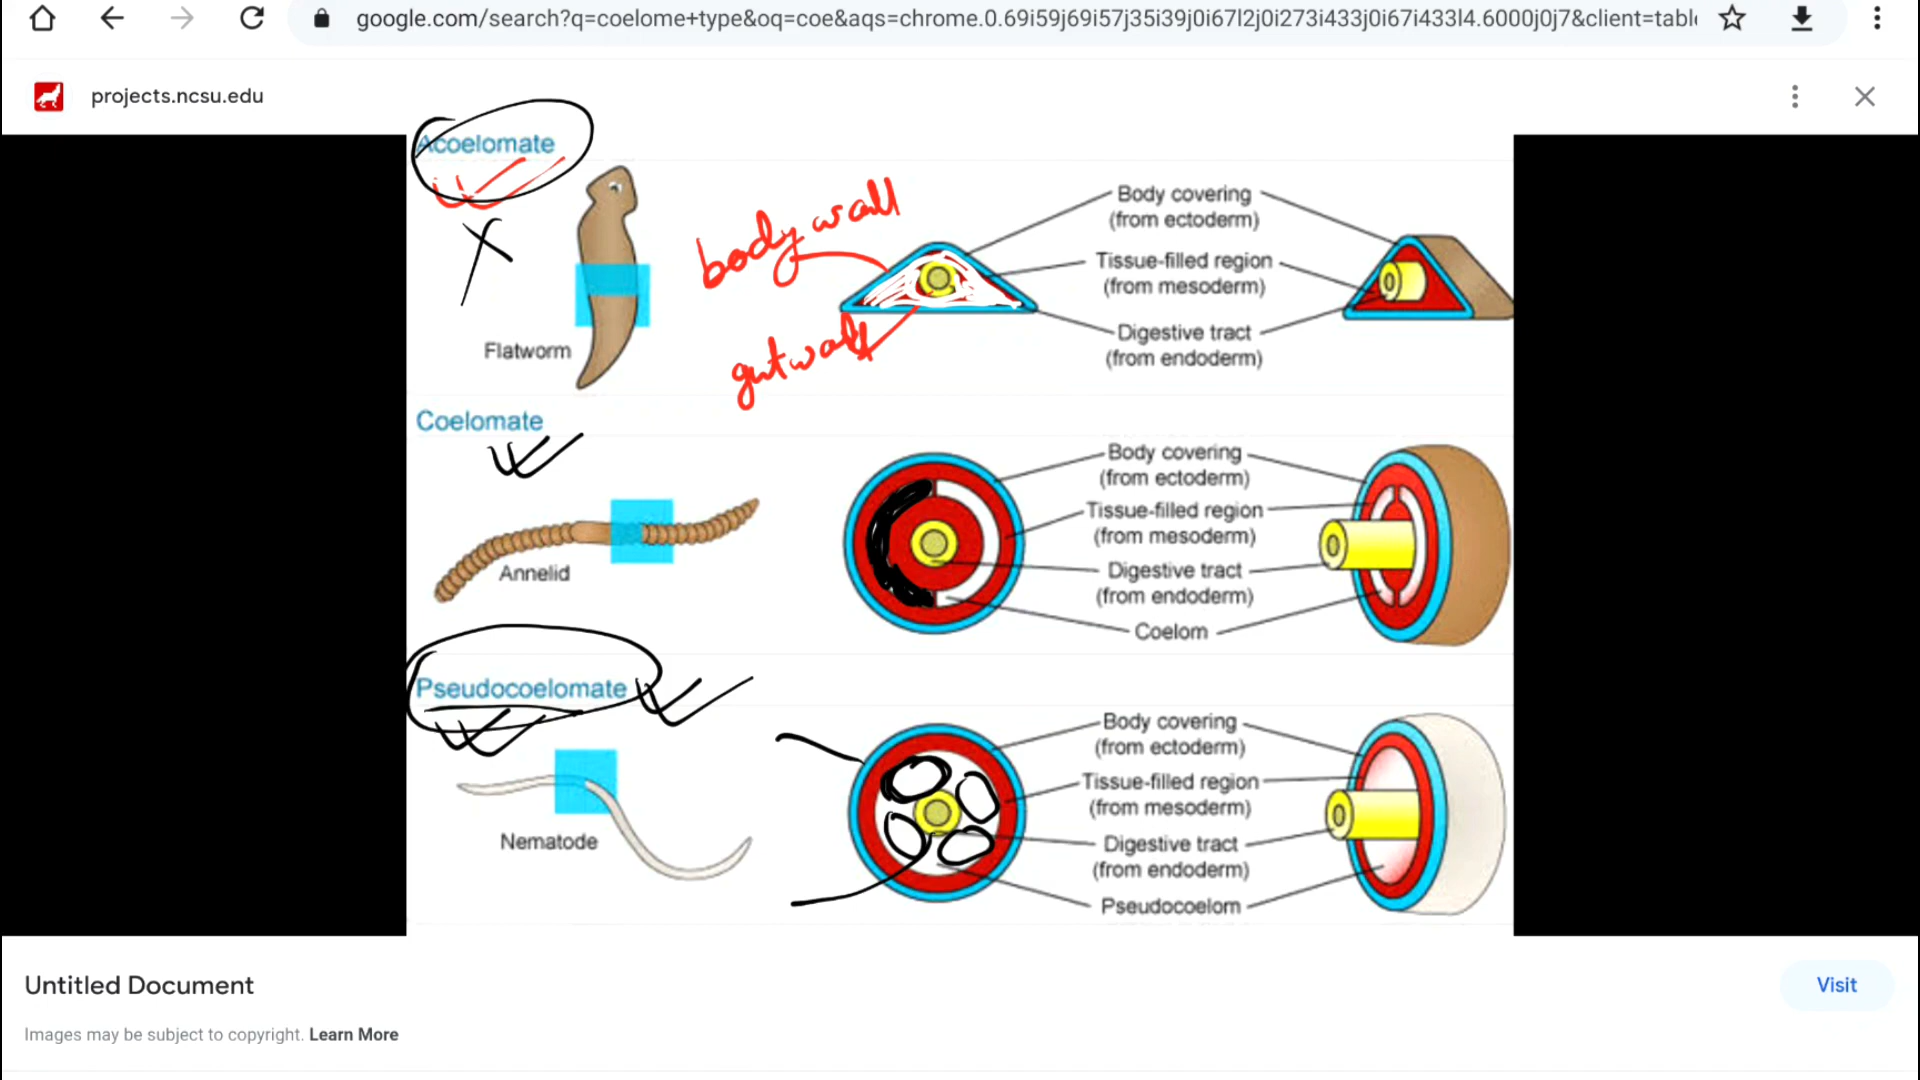 google.com/search?q=coelome+type&oq=coe&aqs=chrome.0.69i59j69i57j35i39j0i67l2j0i273i433j0i67i433l4.6000j0j7&client=table
projects.ncsu.edu
Acoelomate
body wall
Body covering
(from ectoderm)
Tissue-filled region
(from mesoderm)
Digestive tract
(from endoderm)
gutwall
Flatworm
Coelomate
Body covering
(from ectoderm)
Tissue-filled region
(from mesoderm)
Digestive tract
(from endoderm)
Coelom
Annelid
Pseudocoelomate
Body covering
(from ectoderm)
Tissue-filled region
(from mesoderm)
Digestive tract
(from endoderm)
Pseudocoelom
Nematode
Untitled Document
Visit
Images may be subject to copyright. Learn More